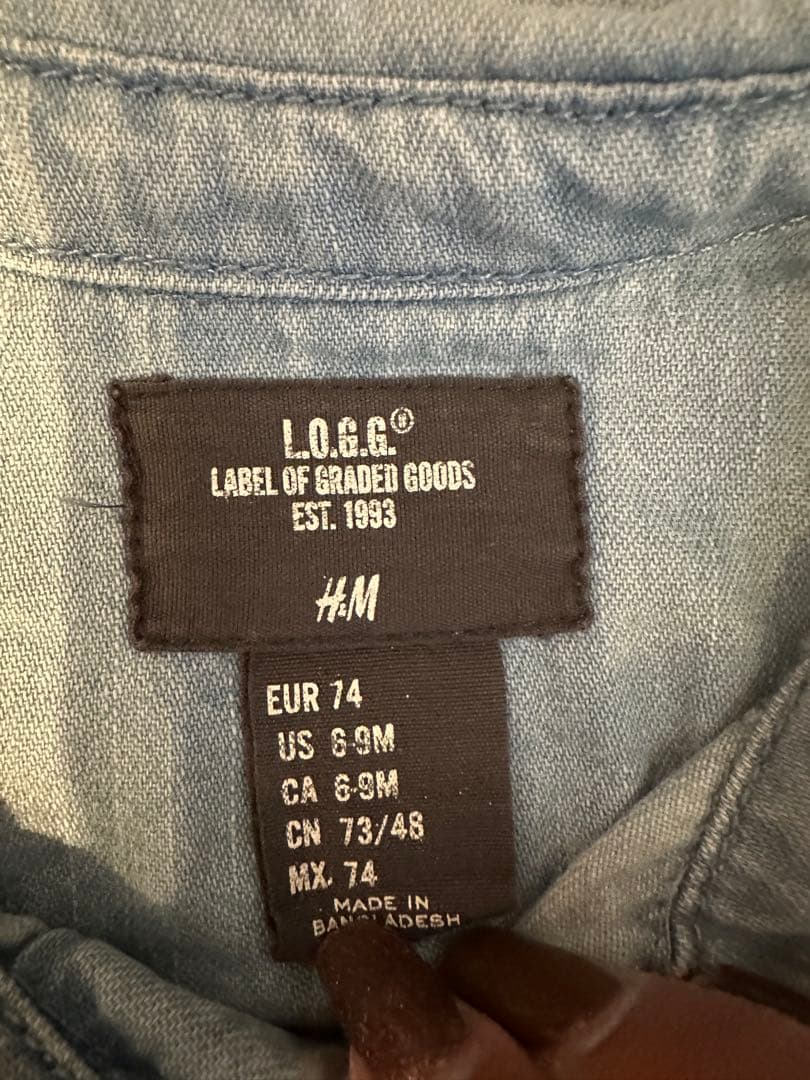 L.O.G.G.®
LABEL OF GRADED GOODS
EST. 1993
H&M
EUR 74
US 6-9M
CA 6-9M
CN 73/48
MX 74
MADE IN
BANGLADESH